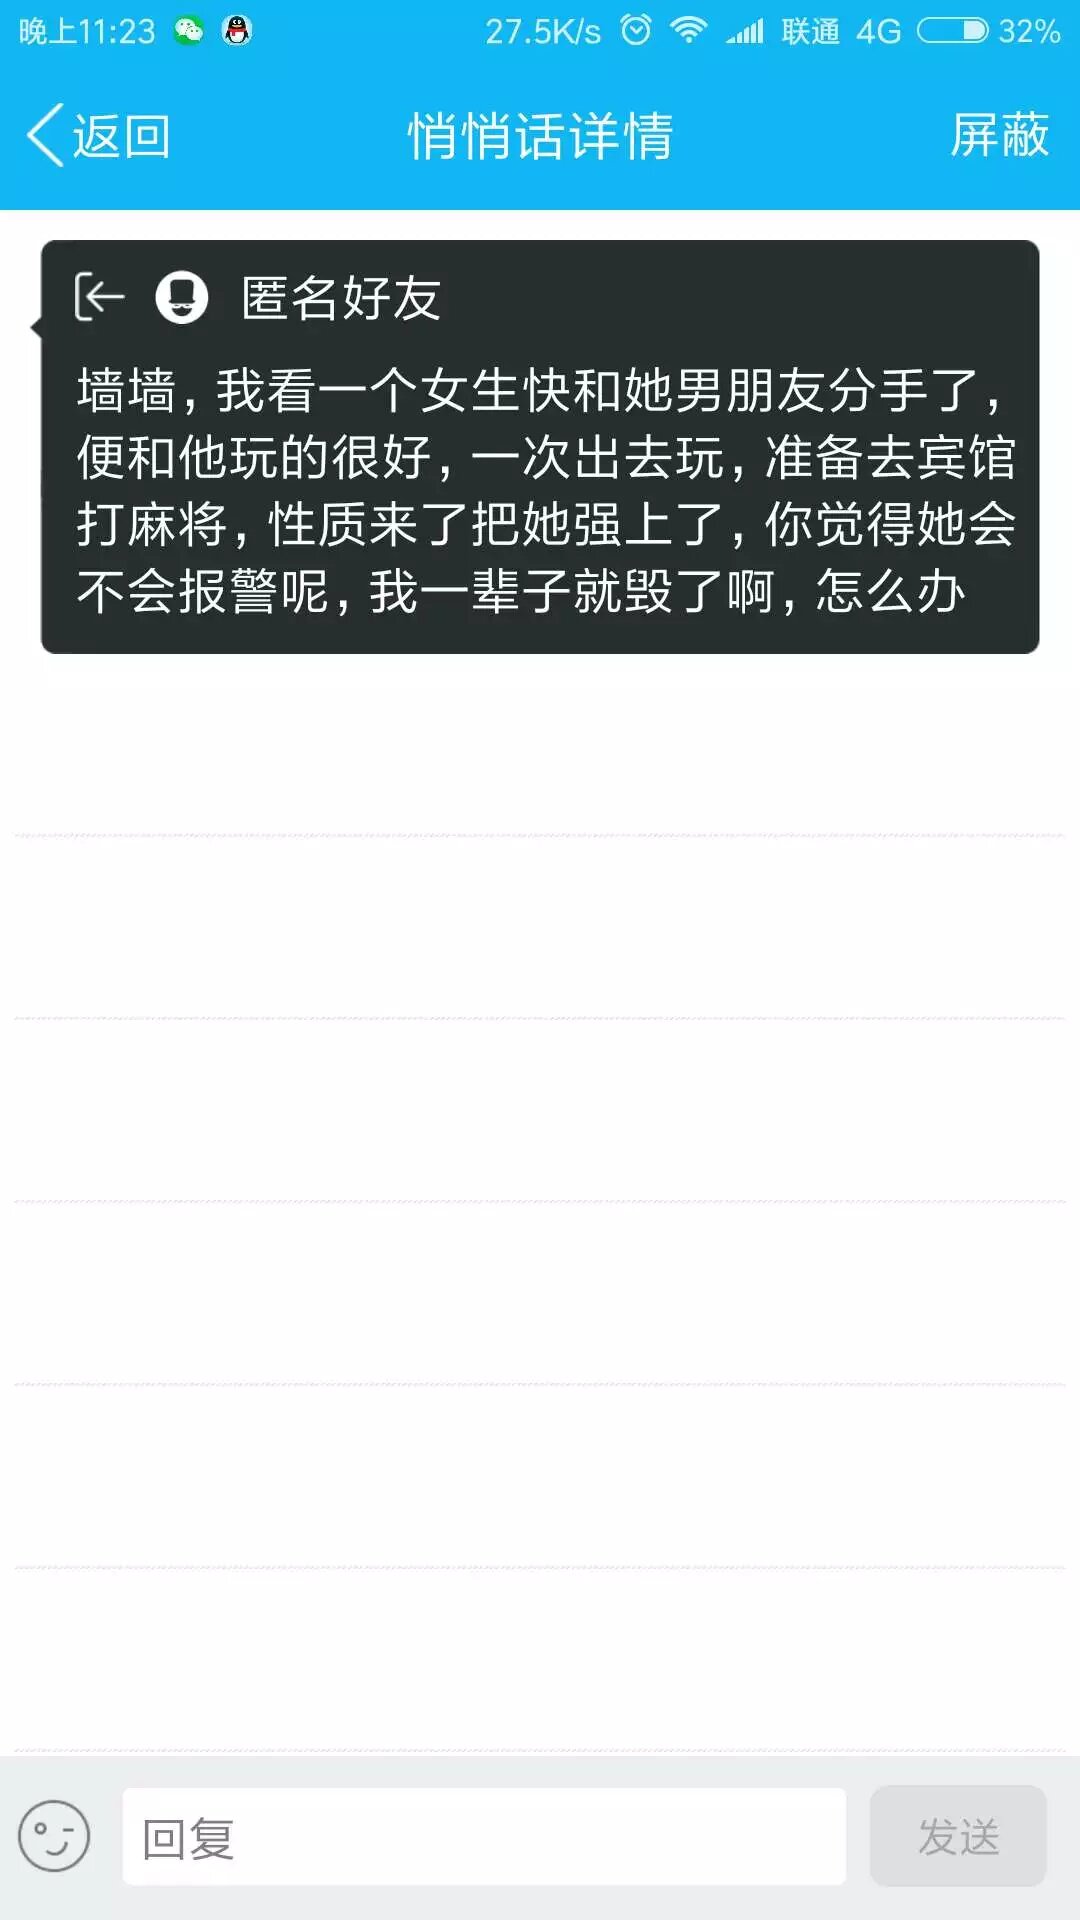 晚上11:23 27.5K/s 联通 4G 32%
返回 悄悄话详情 屏蔽
匿名好友
墙墙，我看一个女生快和她男朋友分手了，
便和他玩的很好，一次出去玩，准备去宾馆
打麻将，性质来了把她强上了，你觉得她会
不会报警呢，我一辈子就毁了啊，怎么办
回复 发送